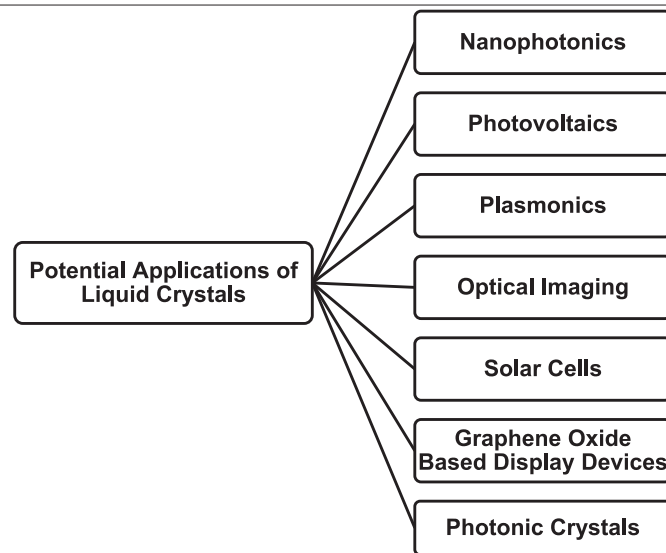 Nanophotonics
Photovoltaics
Plasmonics
Potential Applications of
Liquid Crystals
Optical Imaging
Solar Cells
Graphene Oxide
Based Display Devices
Photonic Crystals